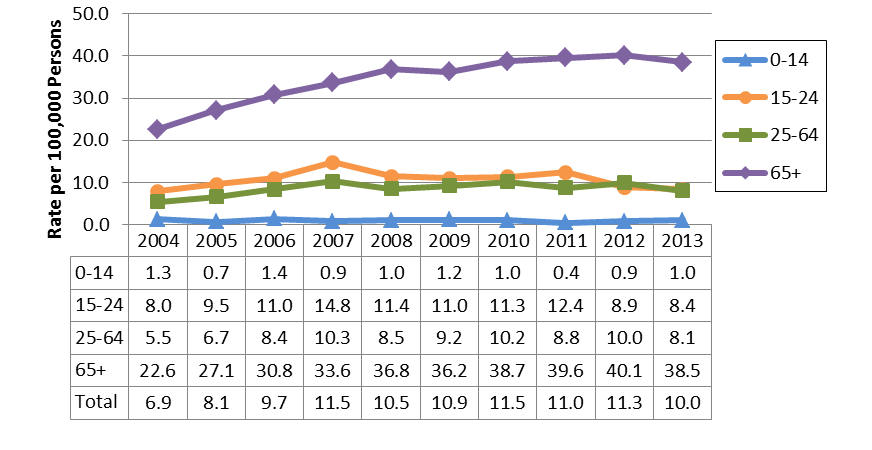 50.0
40.0
30.0
20.0
10.0
0.0
Rate per 100,000 Persons
0-14
15-24
25-64
65+
2004 2005 2006 2007 2008 2009 2010 2011 2012 2013
0-14 1.3 0.7 1.4 0.9 1.0 1.2 1.0 0.4 0.9 1.0
15-24 8.0 9.5 11.0 14.8 11.4 11.0 11.3 12.4 8.9 8.4
25-64 5.5 6.7 8.4 10.3 8.5 9.2 10.2 8.8 10.0 8.1
65+ 22.6 27.1 30.8 33.6 36.8 36.2 38.7 39.6 40.1 38.5
Total 6.9 8.1 9.7 11.5 10.5 10.9 11.5 11.0 11.3 10.0